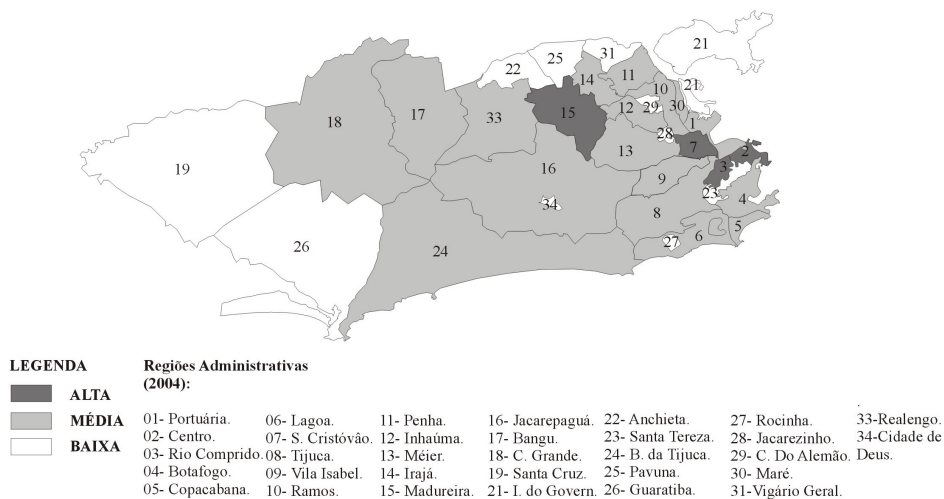 21
31
25
22
14
11
10
21
30
29
12
15
33
17
18
1
28
7
13
2
3
16
9
19
23
4
34
8
5
6
27
26
24
LEGENDA
ALTA
MÉDIA
BAIXA
Regiões Administrativas
(2004):
01- Portuária.
02- Centro.
03- Rio Comprido.
04- Botafogo.
05- Copacabana.
06- Lagoa.
07- S. Cristóvão.
08- Tijuca.
09- Vila Isabel.
10- Ramos.
11- Penha.
12- Inhaúma.
13- Méier.
14- Irajá.
15- Madureira.
16- Jacarepaguá.
17- Bangu.
18- C. Grande.
19- Santa Cruz.
21- I. do Govern.
22- Anchieta.
23- Santa Tereza.
24- B. da Tijuca.
25- Pavuna.
26- Guaratiba.
27- Rocinha.
28- Jacarezinho.
29- C. Do Alemão.
30- Maré.
31-Vigário Geral.
33-Realengo.
34-Cidade de
Deus.